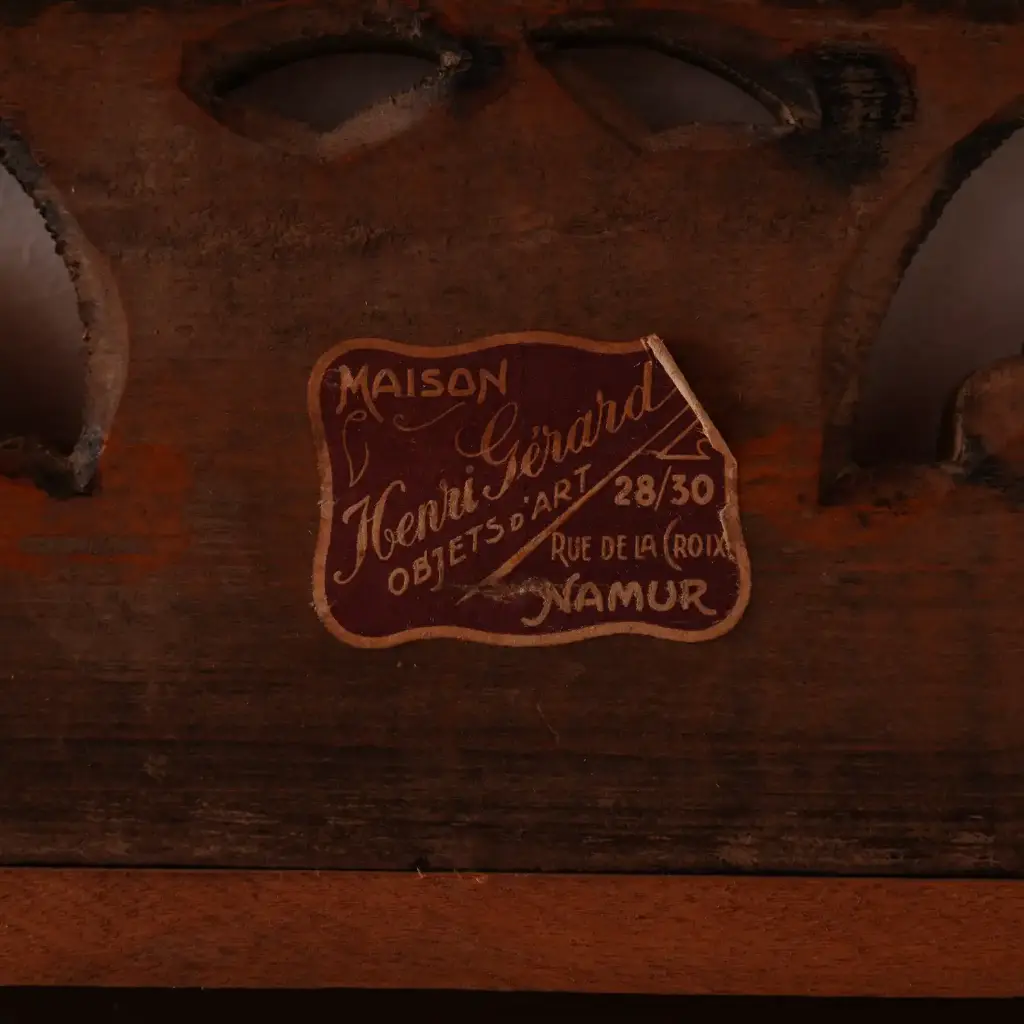 MAISON
Henri Gérard
OBJETS D'ART
28/30
RUE DE LA CROIX
NAMUR